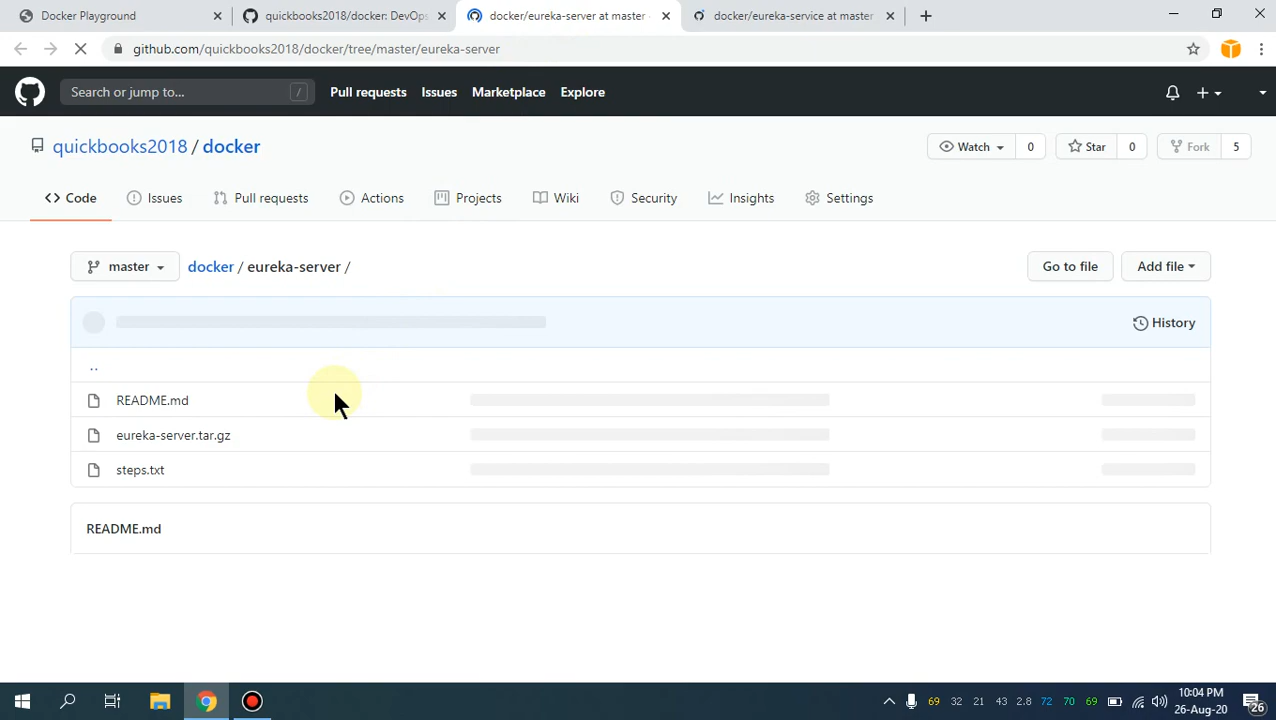 Docker Playground
quickbooks2018/docker: DevOps
docker/eureka-server at master
docker/eureka-service at master
github.com/quickbooks2018/docker/tree/master/eureka-server
Search or jump to... /
Pull requests Issues Marketplace Explore
quickbooks2018 / docker
Watch 0 Star 0 Fork 5
Code Issues Pull requests Actions Projects Wiki Security Insights Settings
master docker / eureka-server / Go to file Add file
History
..
README.md
eureka-server.tar.gz
steps.txt
README.md
69 32 21 43 2.8 72 70 69
10:04 PM
26-Aug-20
26